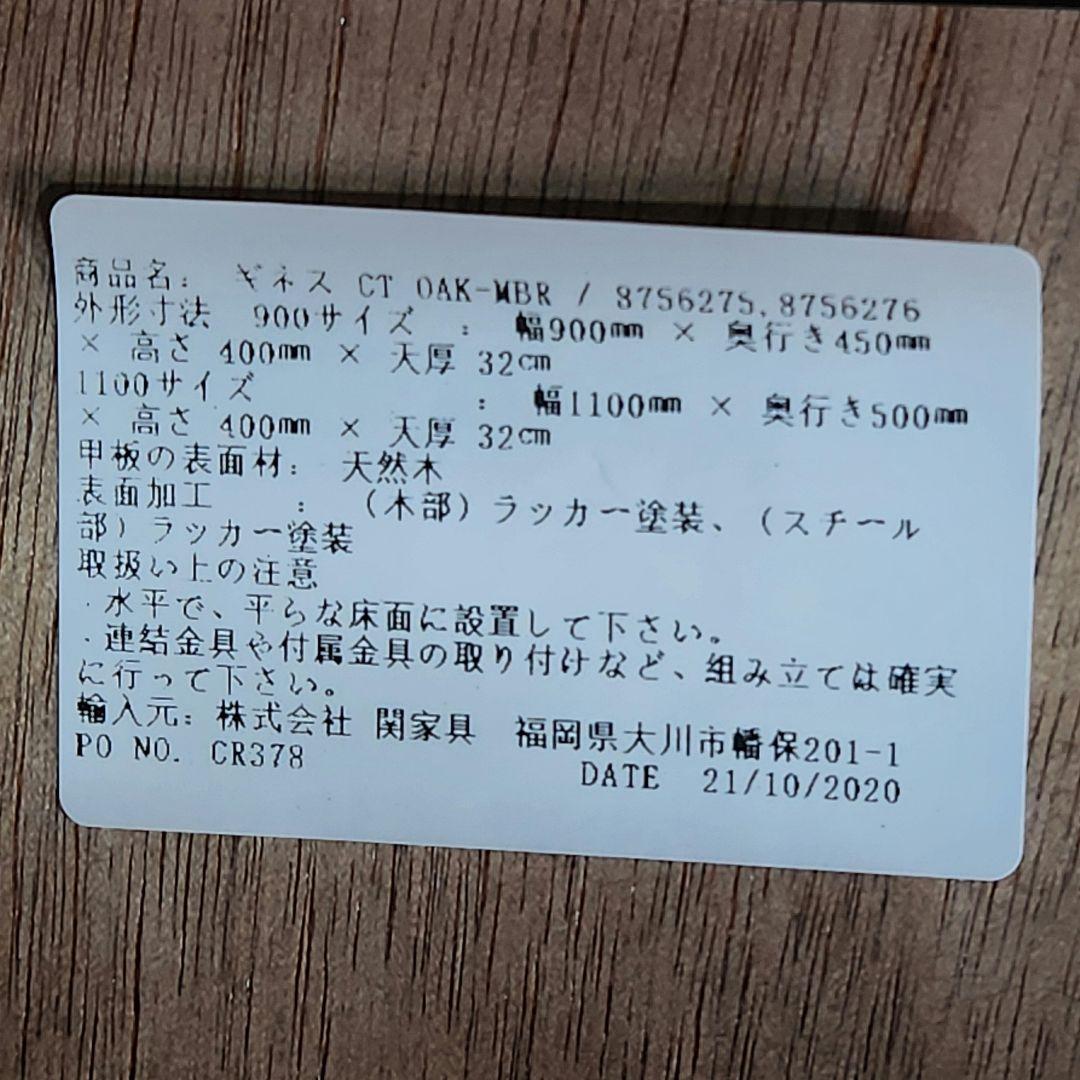 商品名： ギネス CT OAK-MBR / 8756275,8756276
外形寸法 900サイズ ： 幅900mm × 奥行き450mm
× 高さ 400mm × 天厚 32cm
1100サイズ ： 幅1100mm × 奥行き500mm
× 高さ 400mm × 天厚 32cm
甲板の表面材： 天然木
表面加工 ： （木部）ラッカー塗装、（スチール
部）ラッカー塗装
取扱い上の注意
・水平で、平らな床面に設置して下さい。
・連結金具や付属金具の取り付けなど、組み立ては確実
に行って下さい。
輸入元：株式会社 関家具 福岡県大川市幡保201-1
PO NO. CR378 DATE 21/10/2020